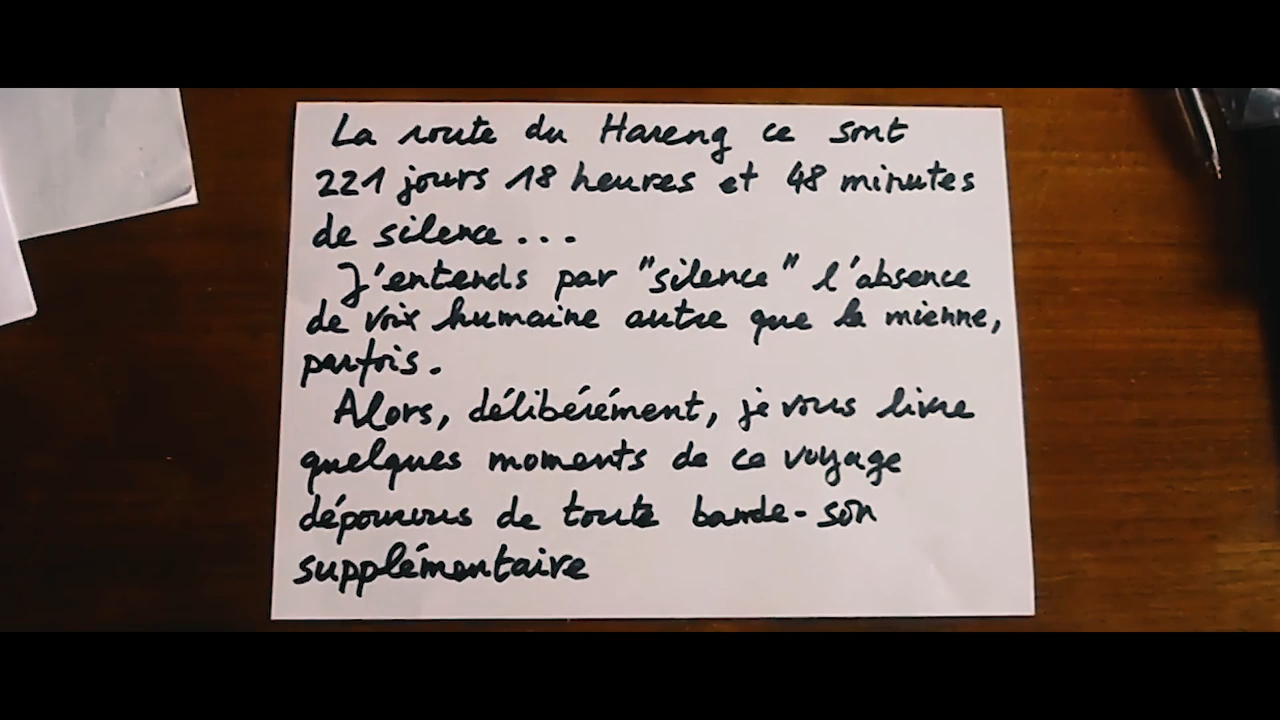 La route du Hareng ce sont
221 jours 18 heures et 48 minutes
de silence...
J'entends par "silence" l'absence
de voix humaine autre que la mienne,
parfois.
Alors, délibérément, je vous livre
quelques moments de ce voyage
dépourvus de toute bande-son
supplémentaire